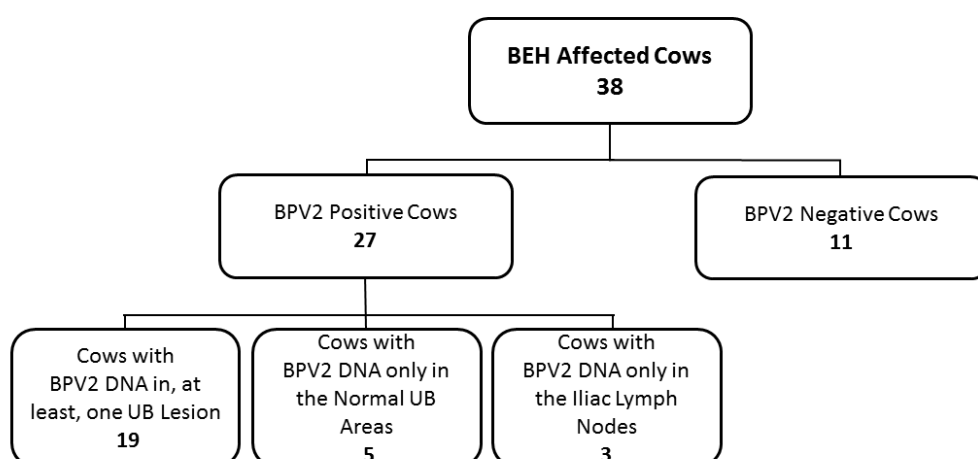 BEH Affected Cows
38
BPV2 Positive Cows
27
BPV2 Negative Cows
11
Cows with
BPV2 DNA in, at
least, one UB Lesion
19
Cows with
BPV2 DNA only in
the Normal UB
Areas
5
Cows with
BPV2 DNA only in
the Iliac Lymph
Nodes
3